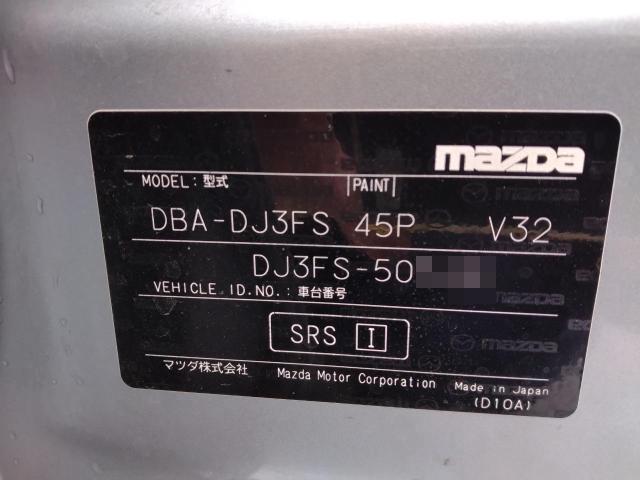 mazda
MODEL: 型式 PAINT
DBA-DJ3FS 45P V32
DJ3FS-50
VEHICLE ID.NO.: 車台番号
SRS I
マツダ株式会社 Mazda Motor Corporation Made in Japan
(D10A)